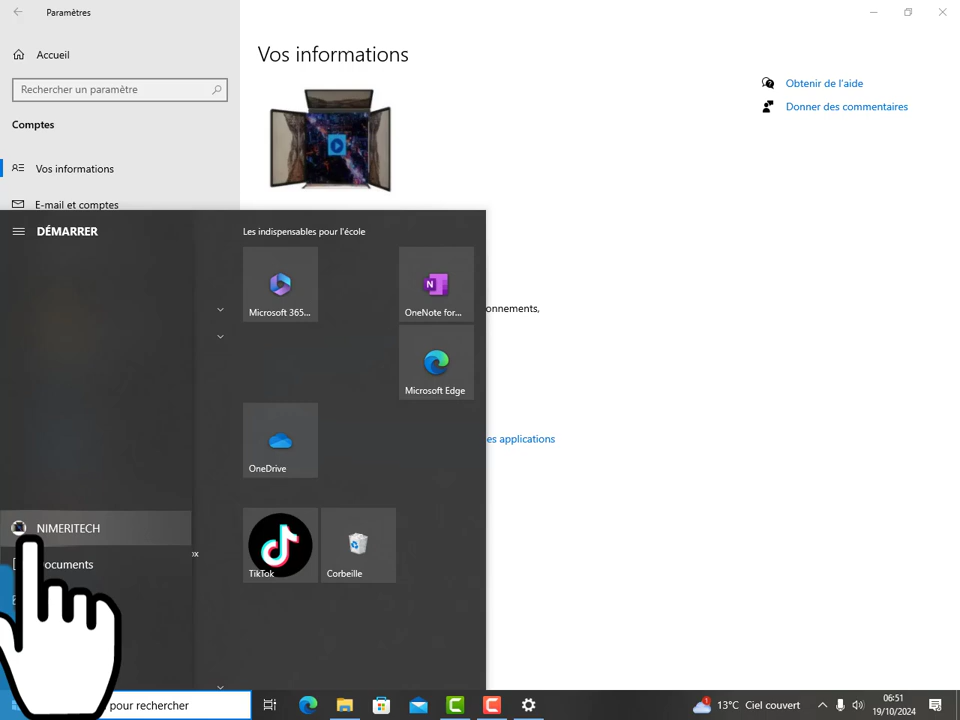 Paramètres
Accueil
Rechercher un paramètre
Comptes
Vos informations
E-mail et comptes
Vos informations
Obtenir de l'aide
Donner des commentaires
onnements,
es applications
DÉMARRER
Les indispensables pour l'école
Microsoft 365...
OneNote for...
Microsoft Edge
OneDrive
TikTok
Corbeille
NIMERITECH
ocuments
ox
pour rechercher
13°C Ciel couvert
06:51
19/10/2024